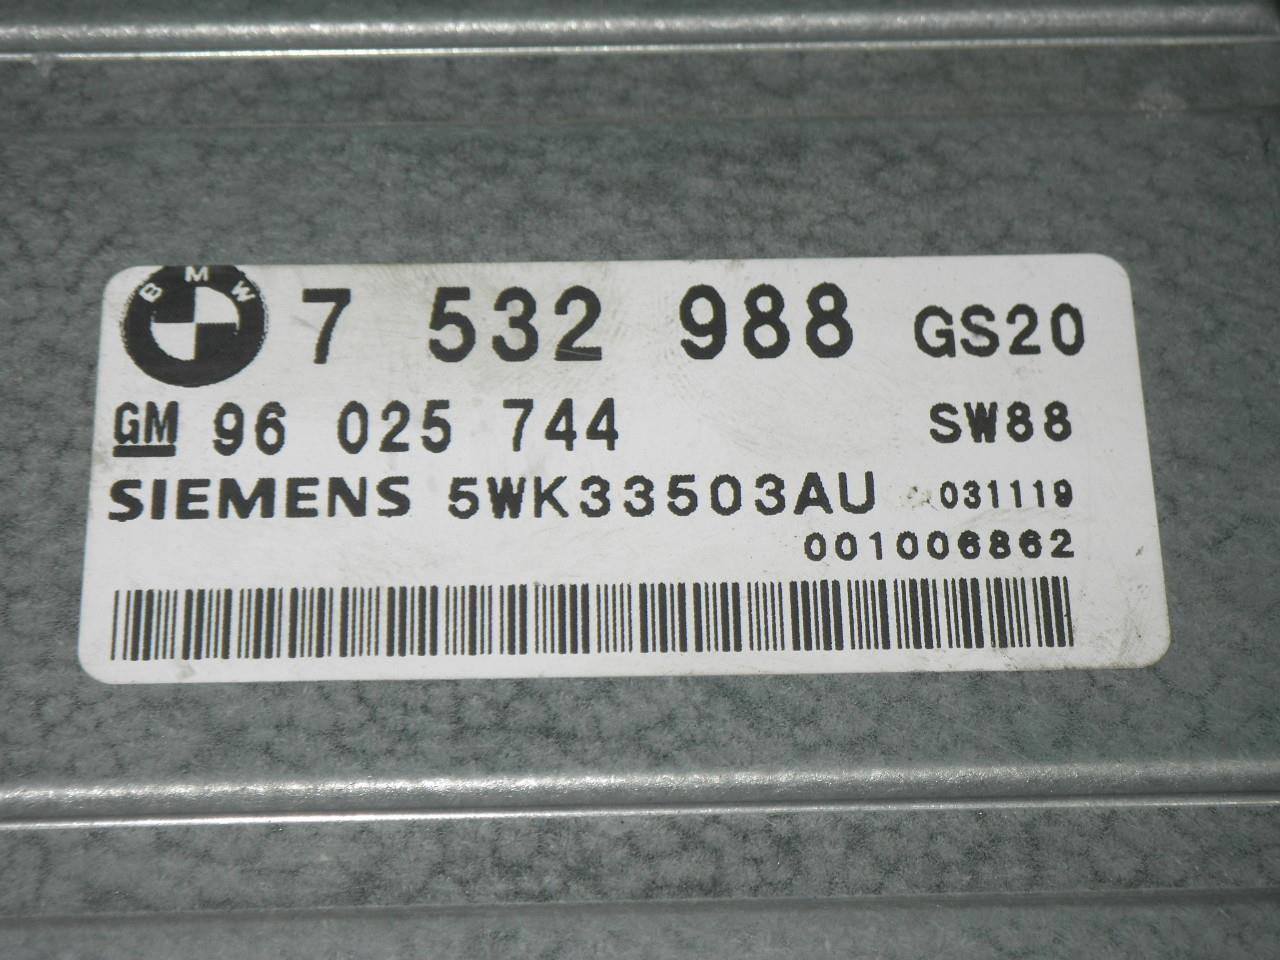 BMW 7 532 988 GS20
GM 96 025 744 SW88
SIEMENS 5WK33503AU 031119
001006862